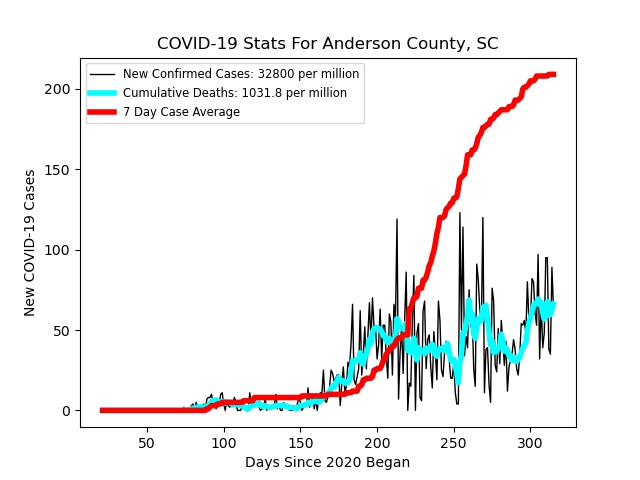 COVID-19 Stats For Anderson County, SC
New Confirmed Cases: 32800 per million
Cumulative Deaths: 1031.8 per million
7 Day Case Average
New COVID-19 Cases
200
150
100
50
0
50 100 150 200 250 300
Days Since 2020 Began